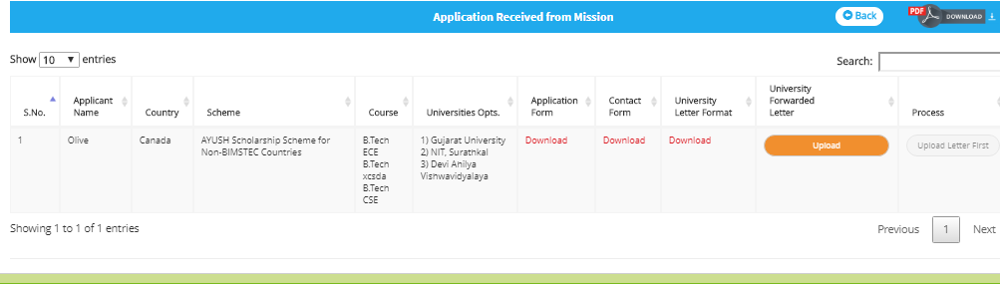 Application Received from Mission
Back
PDF
DOWNLOAD
Show 10 entries
Search:
S.No.
Applicant
Name
Country
Scheme
Course
Universities Opts.
Application
Form
Contact
Form
University
Letter Format
University
Forwarded
Letter
Process
1
Olive
Canada
AYUSH Scholarship Scheme for
Non-BIMSTEC Countries
B.Tech
ECE
B.Tech
xcsda
B.Tech
CSE
1) Gujarat University
2) NIT, Surathkal
3) Devi Ahilya
Vishwavidyalaya
Download
Download
Download
Upload
Upload Letter First
Showing 1 to 1 of 1 entries
Previous 1 Next